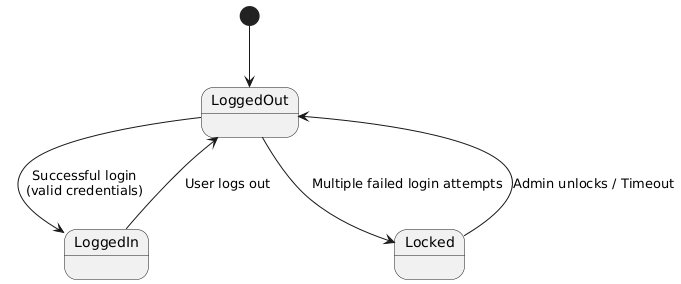 LoggedOut
Successful login
(valid credentials)
User logs out
Multiple failed login attempts
Admin unlocks / Timeout
LoggedIn
Locked